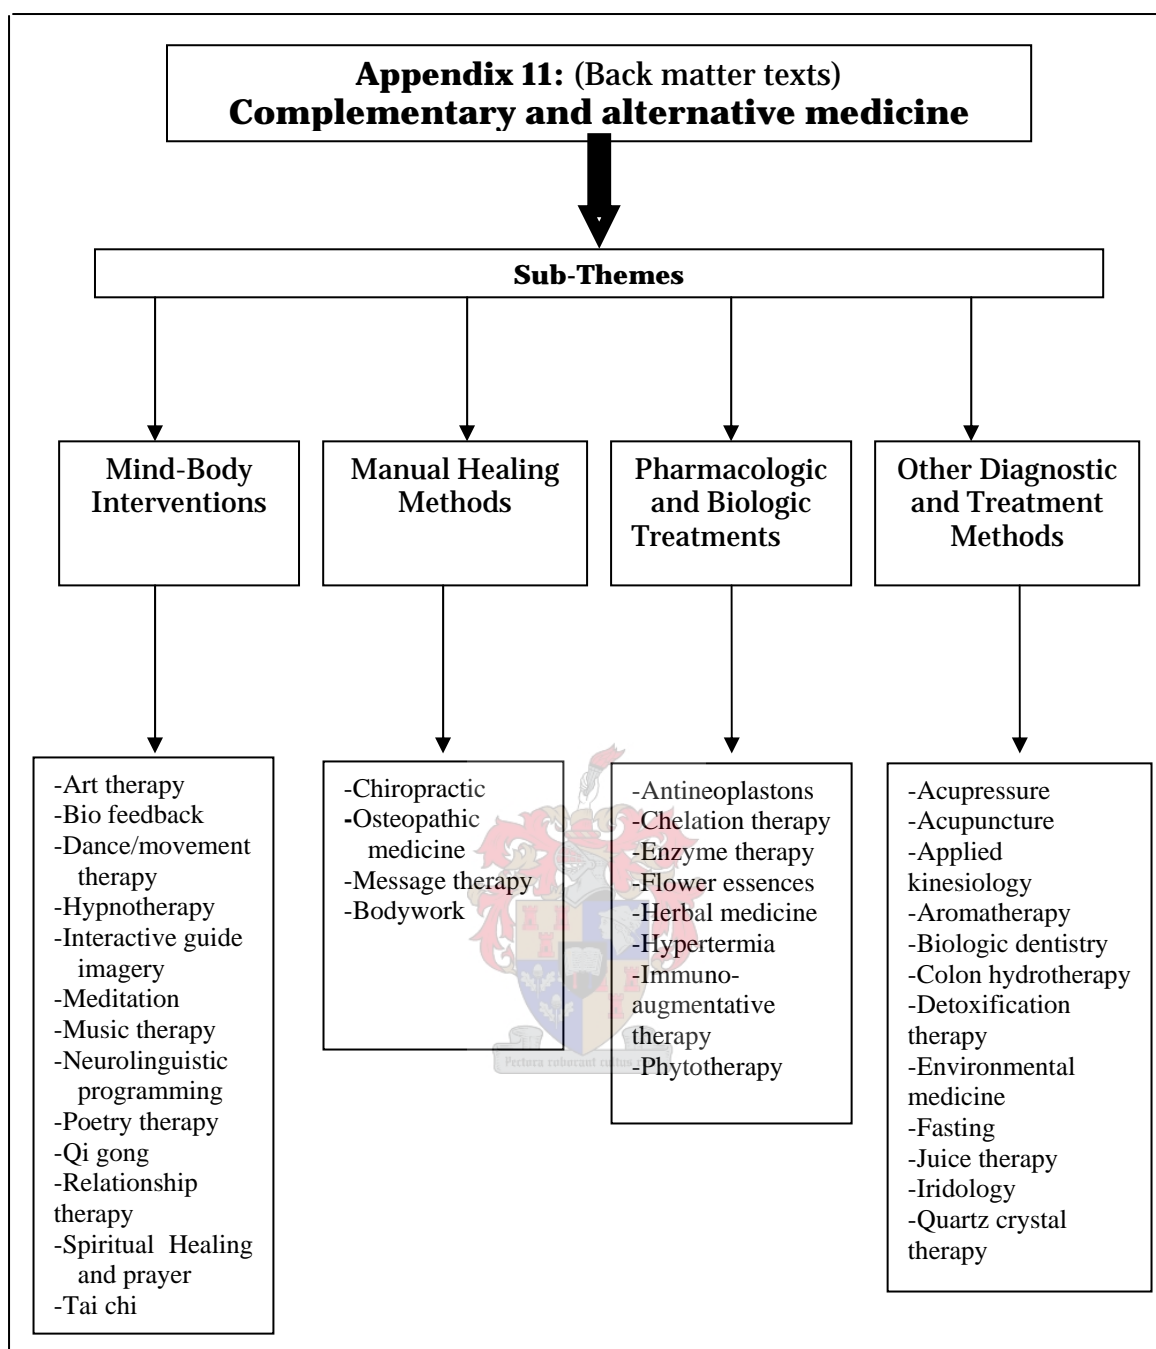 Appendix 11: (Back matter texts)
Complementary and alternative medicine
Sub-Themes
Mind-Body
Interventions
Manual Healing
Methods
Pharmacologic
and Biologic
Treatments
Other Diagnostic
and Treatment
Methods
-Art therapy
-Bio feedback
-Dance/movement
therapy
-Hypnotherapy
-Interactive guide
imagery
-Meditation
-Music therapy
-Neurolinguistic
programming
-Poetry therapy
-Qi gong
-Relationship
therapy
-Spiritual Healing
and prayer
-Tai chi
-Chiropractic
-Osteopathic
medicine
-Message therapy
-Bodywork
-Antineoplastons
-Chelation therapy
-Enzyme therapy
-Flower essences
-Herbal medicine
-Hypertermia
-Immuno-
augmentative
therapy
-Phytotherapy
-Acupressure
-Acupuncture
-Applied
kinesiology
-Aromatherapy
-Biologic dentistry
-Colon hydrotherapy
-Detoxification
therapy
-Environmental
medicine
-Fasting
-Juice therapy
-Iridology
-Quartz crystal
therapy
Pectora roborant cultus